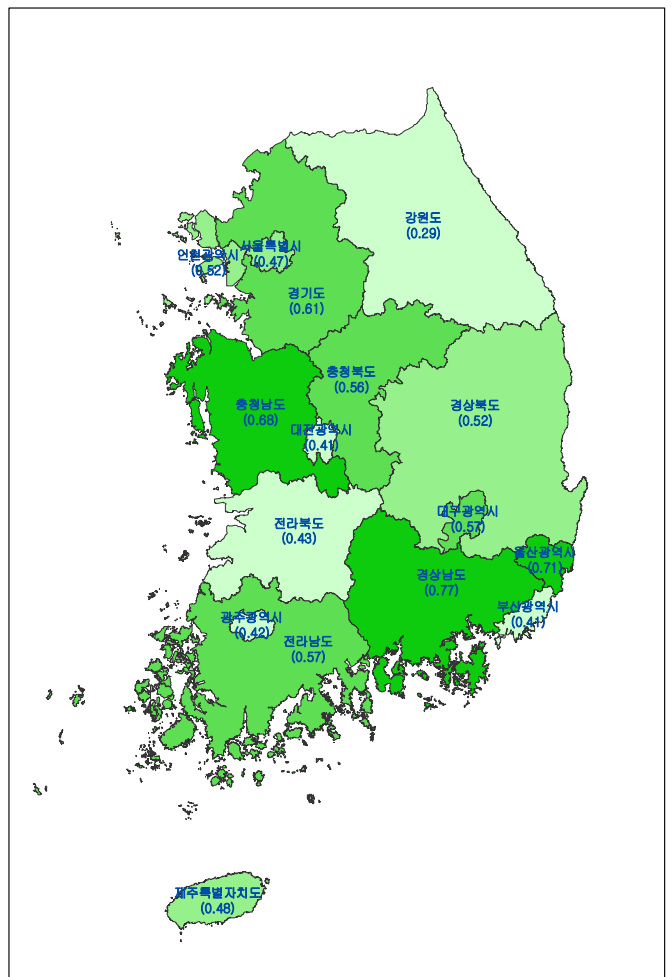 강원도
(0.29)
서울특별시
(0.47)
인천광역시
(0.52)
경기도
(0.61)
충청북도
(0.56)
충청남도
(0.68)
경상북도
(0.52)
대전광역시
(0.41)
대구광역시
(0.57)
전라북도
(0.43)
울산광역시
(0.71)
경상남도
(0.77)
부산광역시
(0.41)
광주광역시
(0.42)
전라남도
(0.57)
제주특별자치도
(0.48)